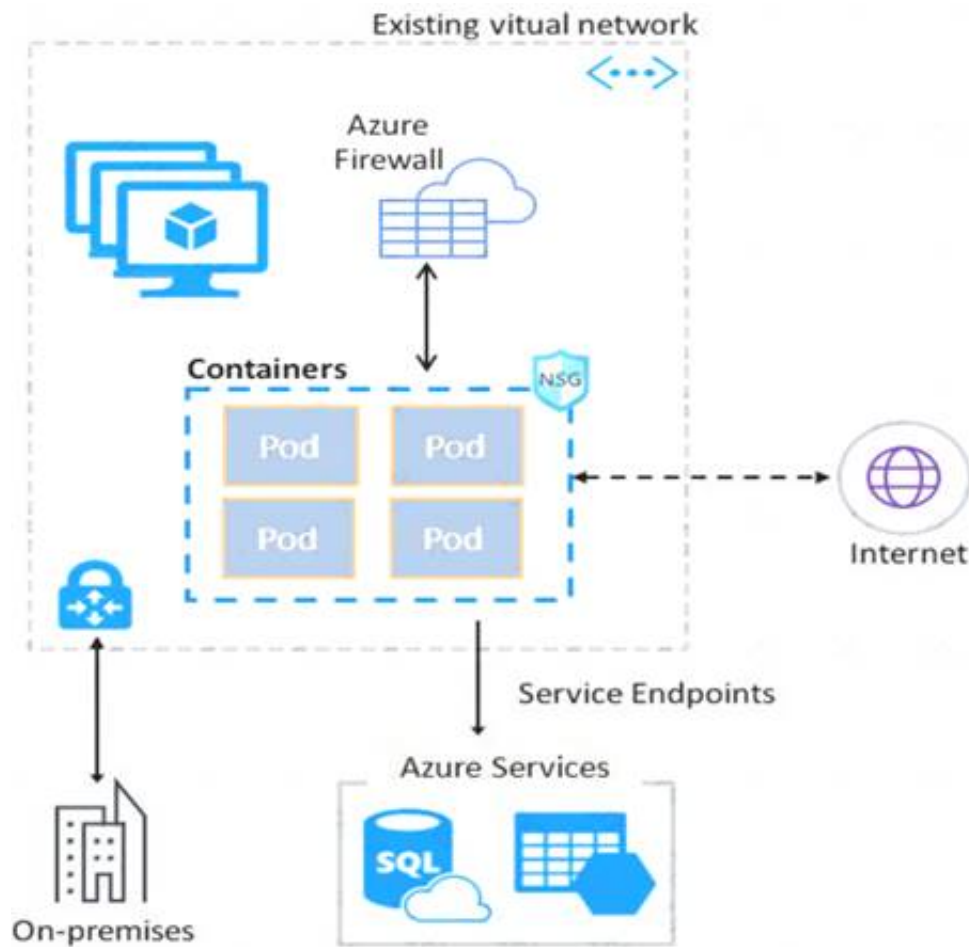 Existing vitual network
Azure
Firewall
Containers
NSG
Pod Pod
Pod Pod
Internet
Service Endpoints
Azure Services
SQL
On-premises